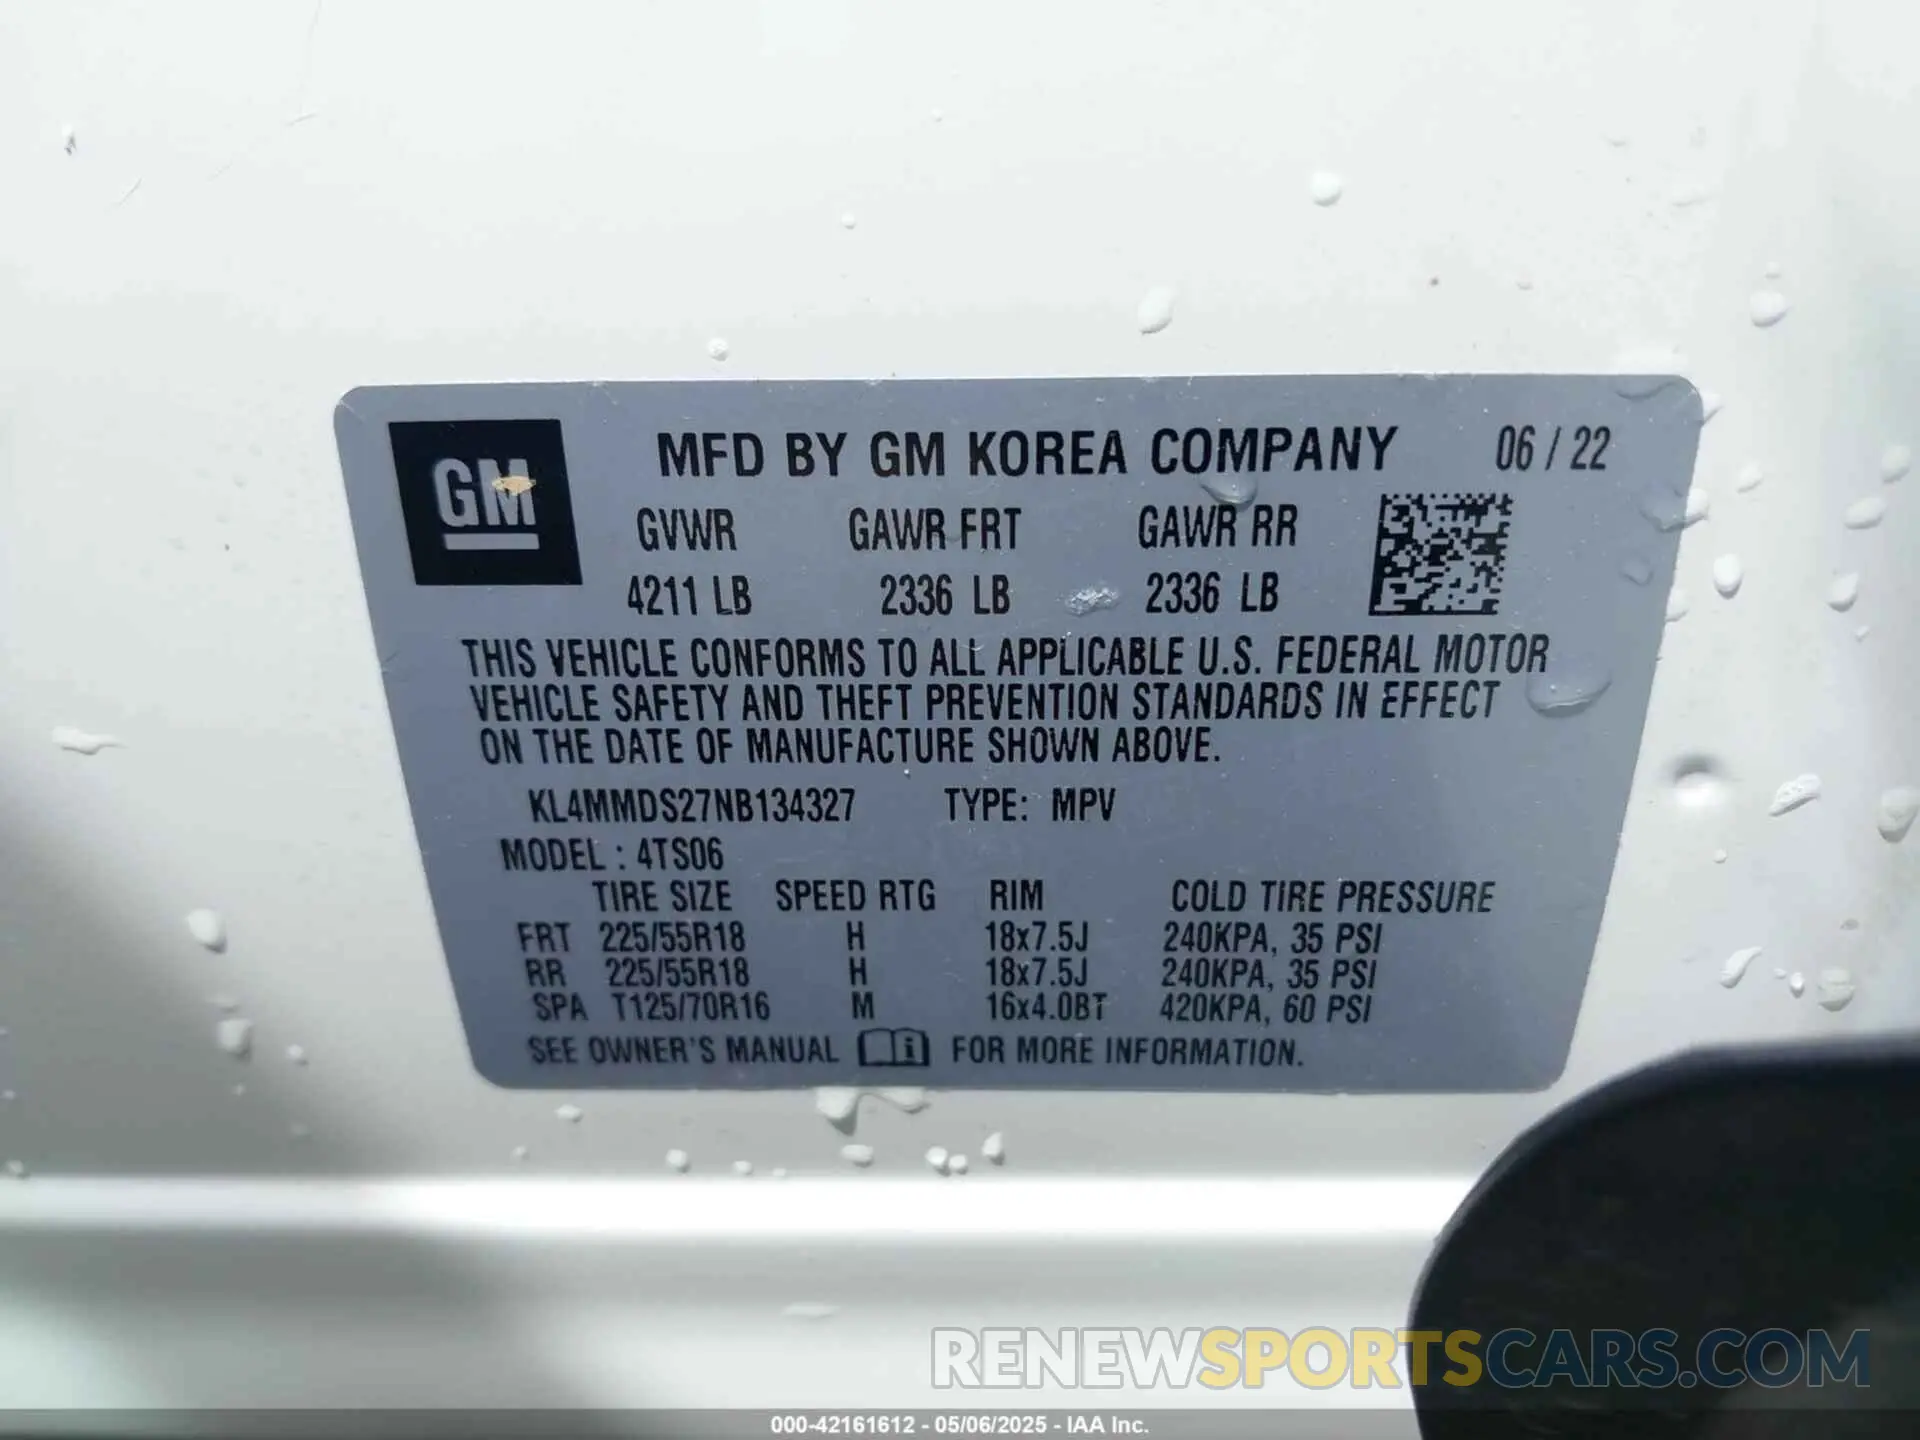 GM
MFD BY GM KOREA COMPANY 06 / 22
GVWR GAWR FRT GAWR RR
4211 LB 2336 LB 2336 LB
THIS VEHICLE CONFORMS TO ALL APPLICABLE U.S. FEDERAL MOTOR
VEHICLE SAFETY AND THEFT PREVENTION STANDARDS IN EFFECT
ON THE DATE OF MANUFACTURE SHOWN ABOVE.
KL4MMDS27NB134327 TYPE: MPV
MODEL : 4TS06
TIRE SIZE SPEED RTG RIM COLD TIRE PRESSURE
FRT 225/55R18 H 18x7.5J 240KPA, 35 PSI
RR 225/55R18 H 18x7.5J 240KPA, 35 PSI
SPA T125/70R16 M 16x4.0BT 420KPA, 60 PSI
SEE OWNER'S MANUAL i FOR MORE INFORMATION.
RENEWSPORTSCARS.COM
000-42161612 - 05/06/2025 - IAA Inc.